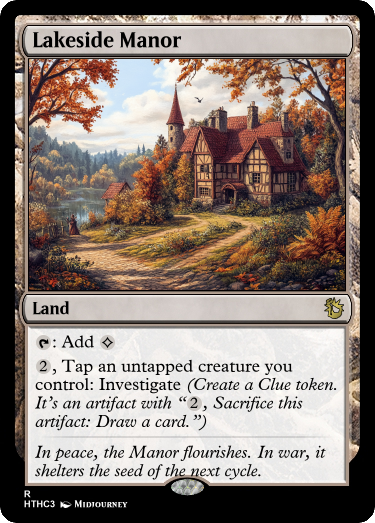 Lakeside Manor
Land
: Add
2, Tap an untapped creature you
control: Investigate (Create a Clue token.
It's an artifact with “2, Sacrifice this
artifact: Draw a card.”)
In peace, the Manor flourishes. In war, it
shelters the seed of the next cycle.
R
HTHC3 Midjourney